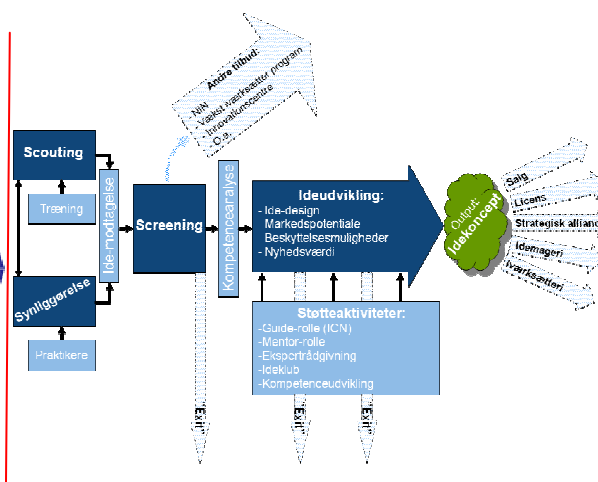 Andre tilbud:
- NIN
- Vækst iværksætter program
- Innovationscentre
- O.a.
Scouting
Træning
Ide-modtagelse
Screening
Kompetenceanalyse
Synliggørelse
Praktikere
Ideudvikling:
- Ide-design
Markedspotentiale
Beskyttelsesmuligheder
- Nyhedsværdi
Output:
Idekoncept
Salg
Licens
Strategisk allianc
Idemageri
Iværksætteri
Støtteaktiviteter:
-Guide-rolle (ICN)
-Mentor-rolle
-Ekspertrådgivning
-Ideklub
-Kompetenceudvikling
"Exit"
"Exit"
"Exit"